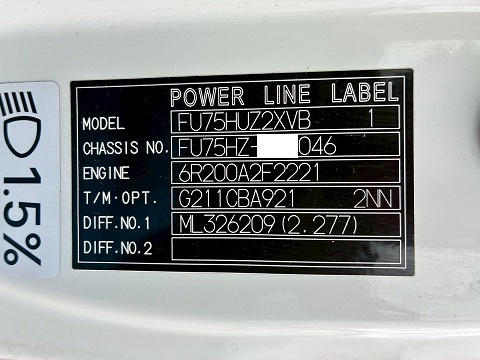 POWER LINE LABEL
MODEL FU75HUZ2XVB 1
CHASSIS NO. FU75HZ- 046
ENGINE 6R200A2F2221
T/M·OPT. G211CBA921 2NN
DIFF.NO.1 ML326209(2.277)
DIFF.NO.2
1.5%